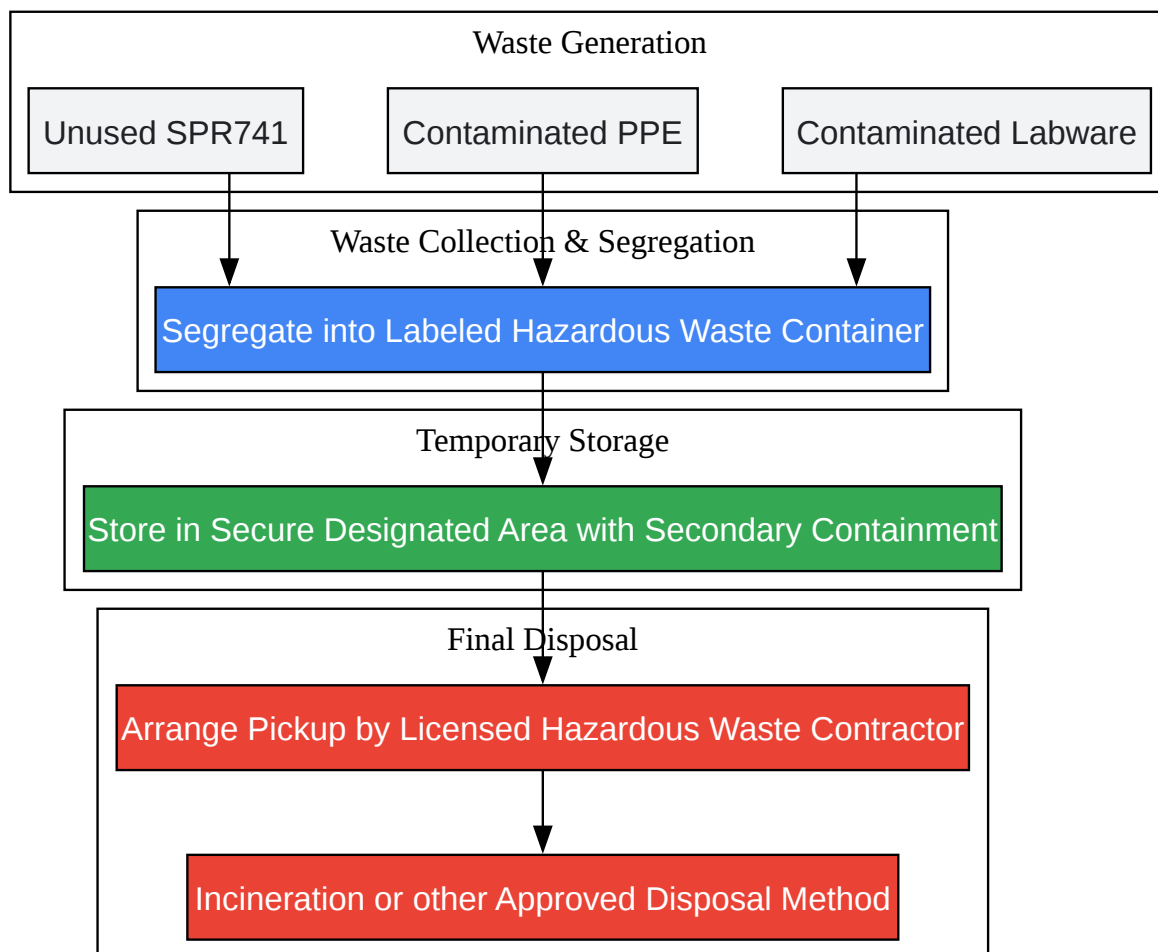 Waste Generation
Unused SPR741
Contaminated PPE
Contaminated Labware
Waste Collection & Segregation
Segregate into Labeled Hazardous Waste Container
Temporary Storage
Store in Secure Designated Area with Secondary Containment
Final Disposal
Arrange Pickup by Licensed Hazardous Waste Contractor
Incineration or other Approved Disposal Method